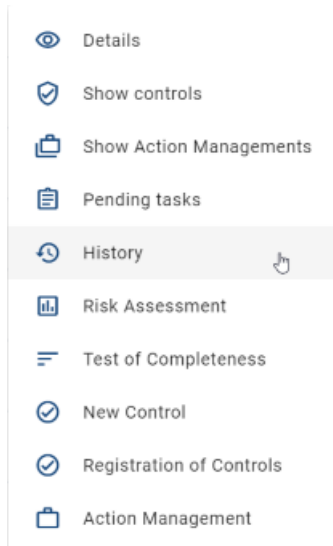 Details
Show controls
Show Action Managements
Pending tasks
History
Risk Assessment
Test of Completeness
New Control
Registration of Controls
Action Management